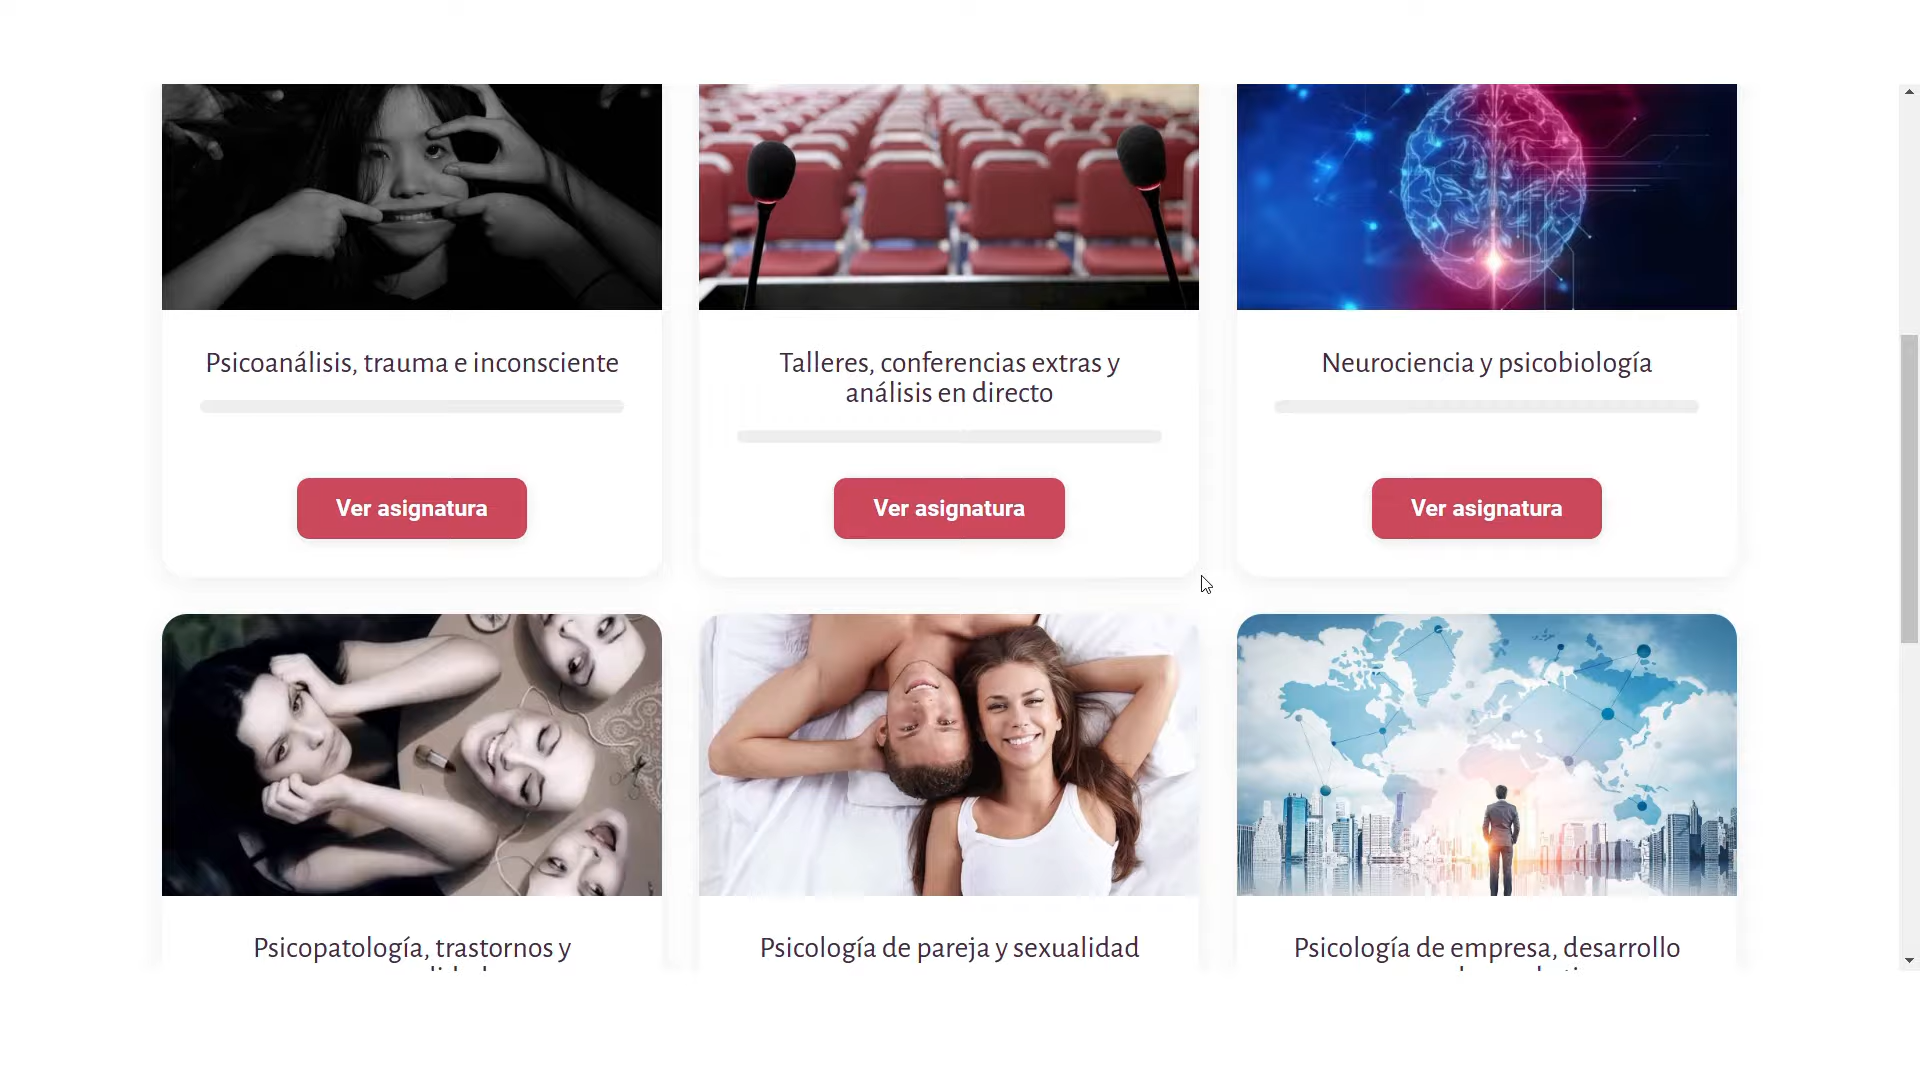 Psicoanálisis, trauma e inconsciente
Talleres, conferencias extras y
análisis en directo
Neurociencia y psicobiología
Ver asignatura
Ver asignatura
Ver asignatura
Psicopatología, trastornos y
Psicología de pareja y sexualidad
Psicología de empresa, desarrollo